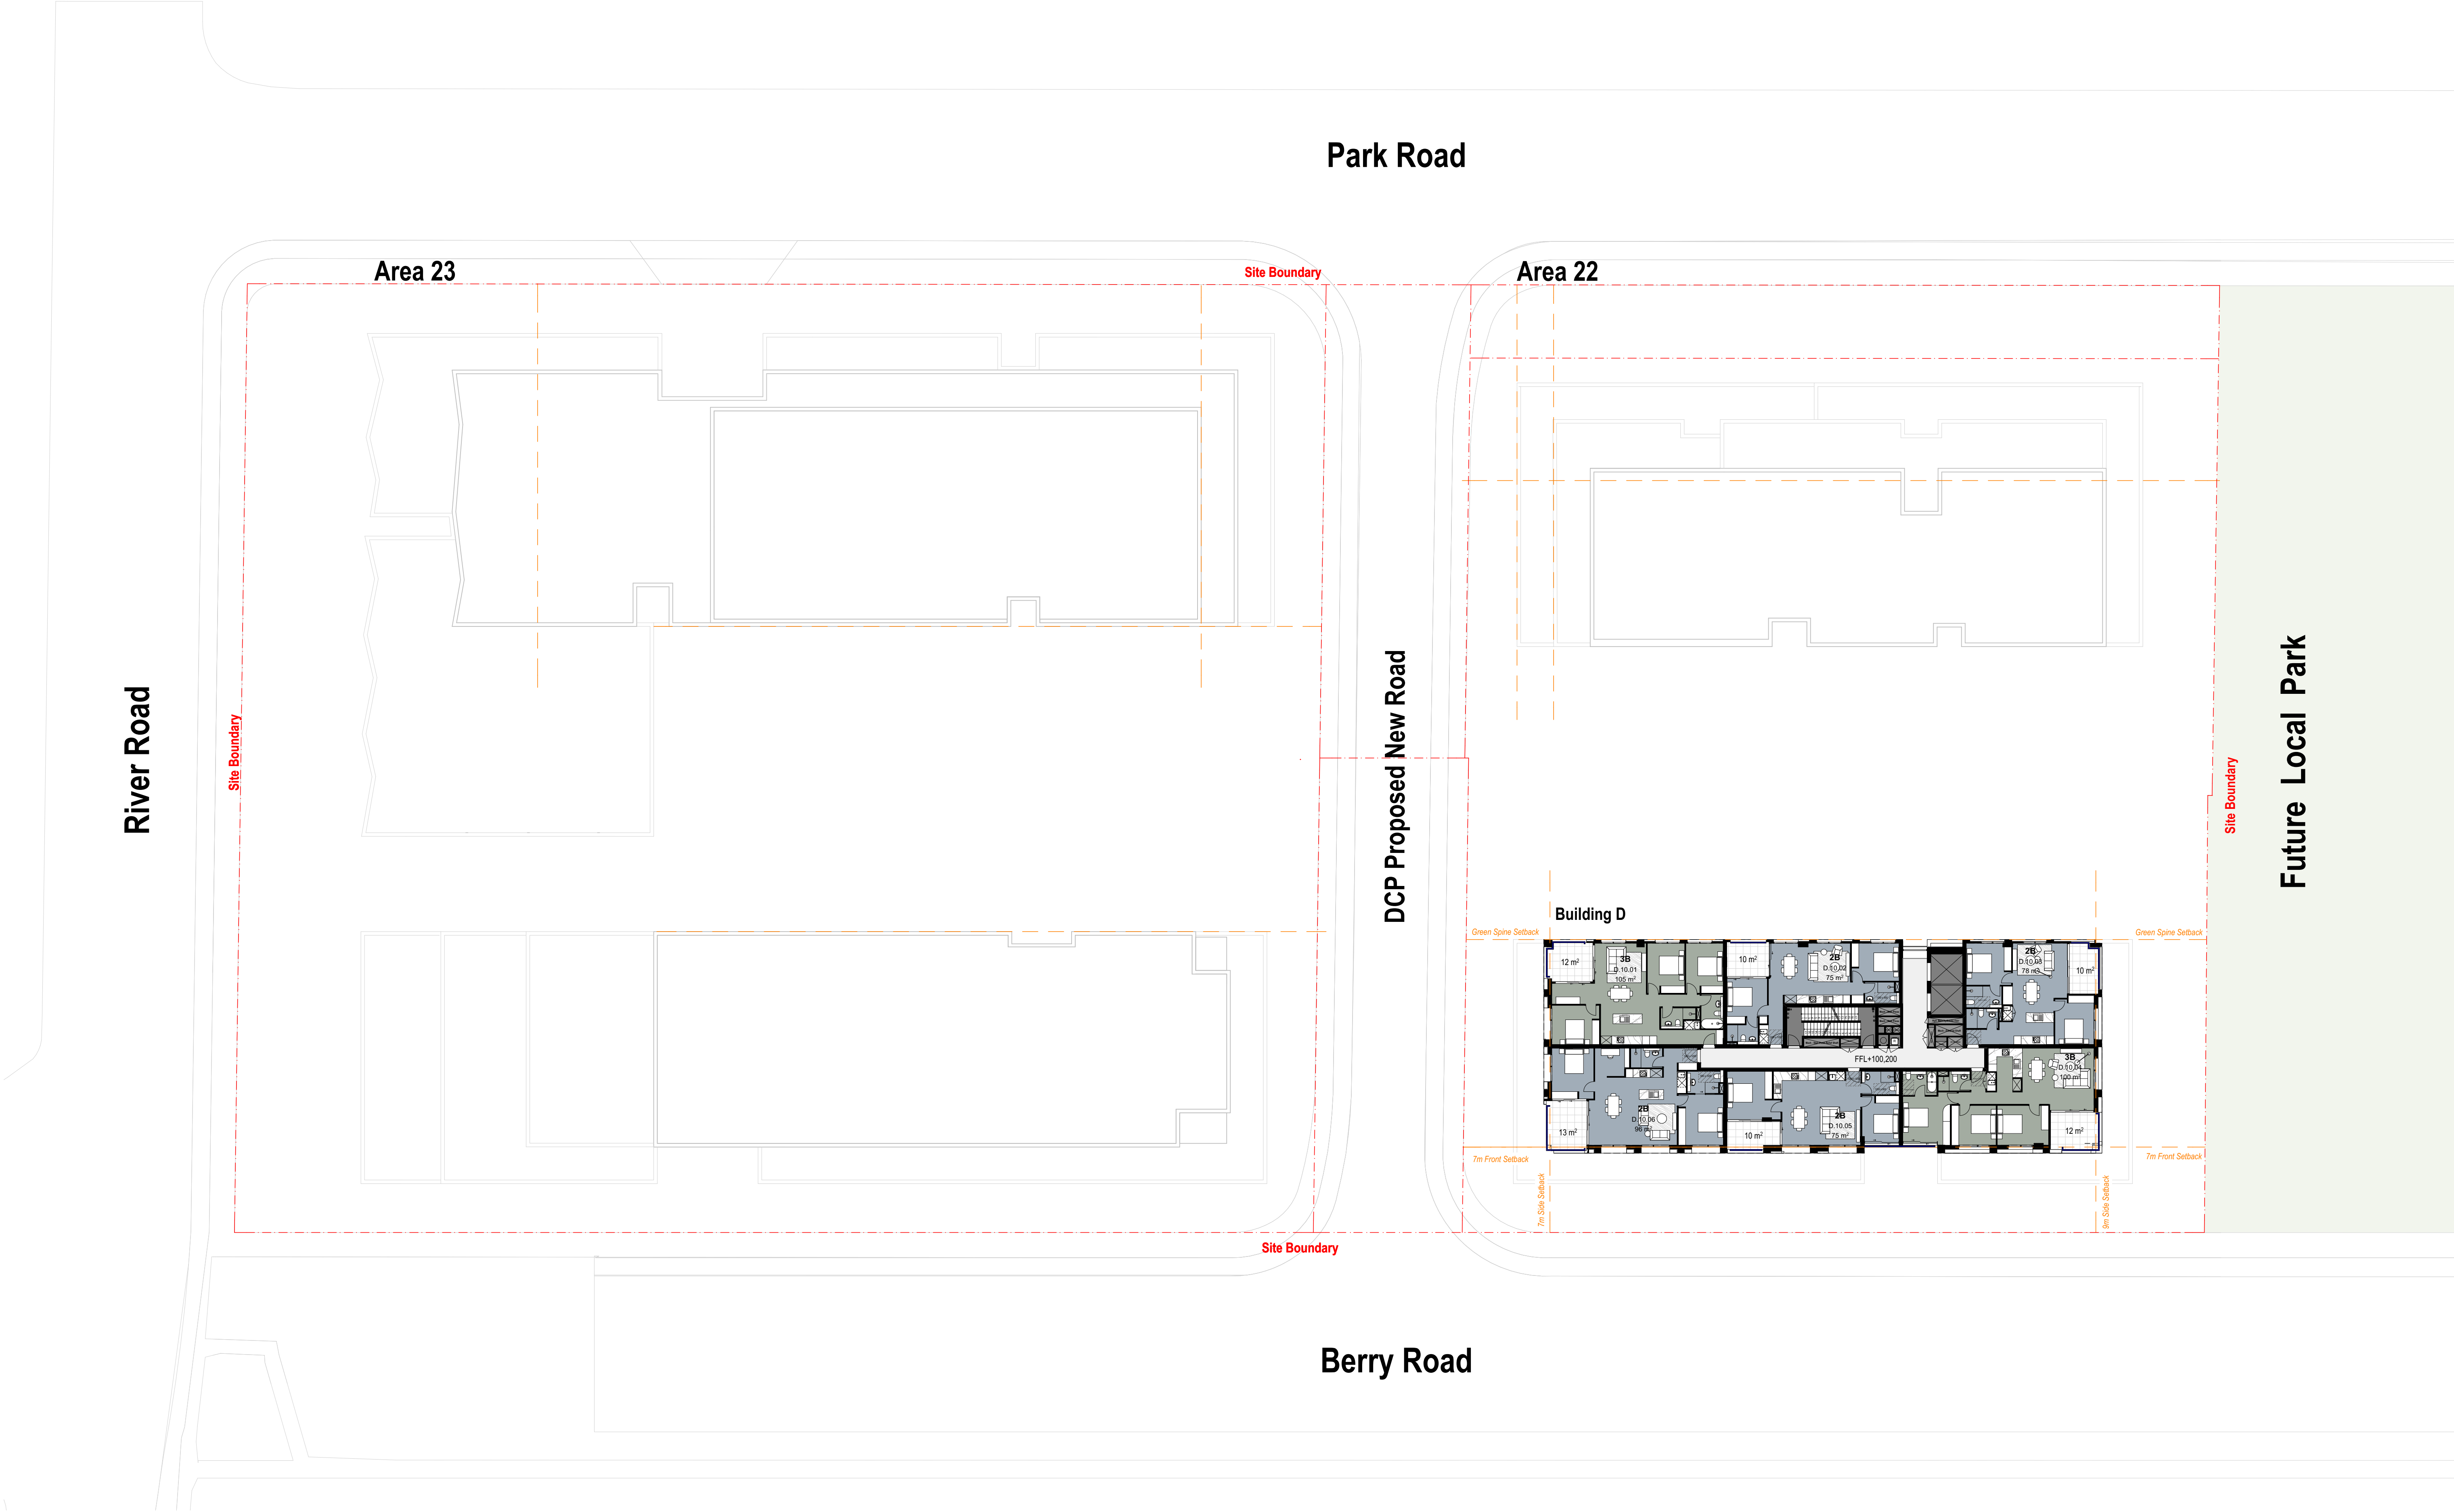 Park Road
Area 23
Site Boundary
Area 22
River Road
Site Boundary
DCP Proposed New Road
Site Boundary
Future Local Park
Building D
Green Spine Setback
Green Spine Setback
12 m²
3B
D.10.01
105 m²
10 m²
2B
D.10.02
75 m²
2B
D.10.03
78 m²
10 m²
FFL+100,200
3B
D.10.04
100 m²
2B
D.10.06
96 m²
13 m²
10 m²
2B
D.10.05
75 m²
12 m²
7m Front Setback
7m Front Setback
7m Side Setback
9m Side Setback
Site Boundary
Berry Road